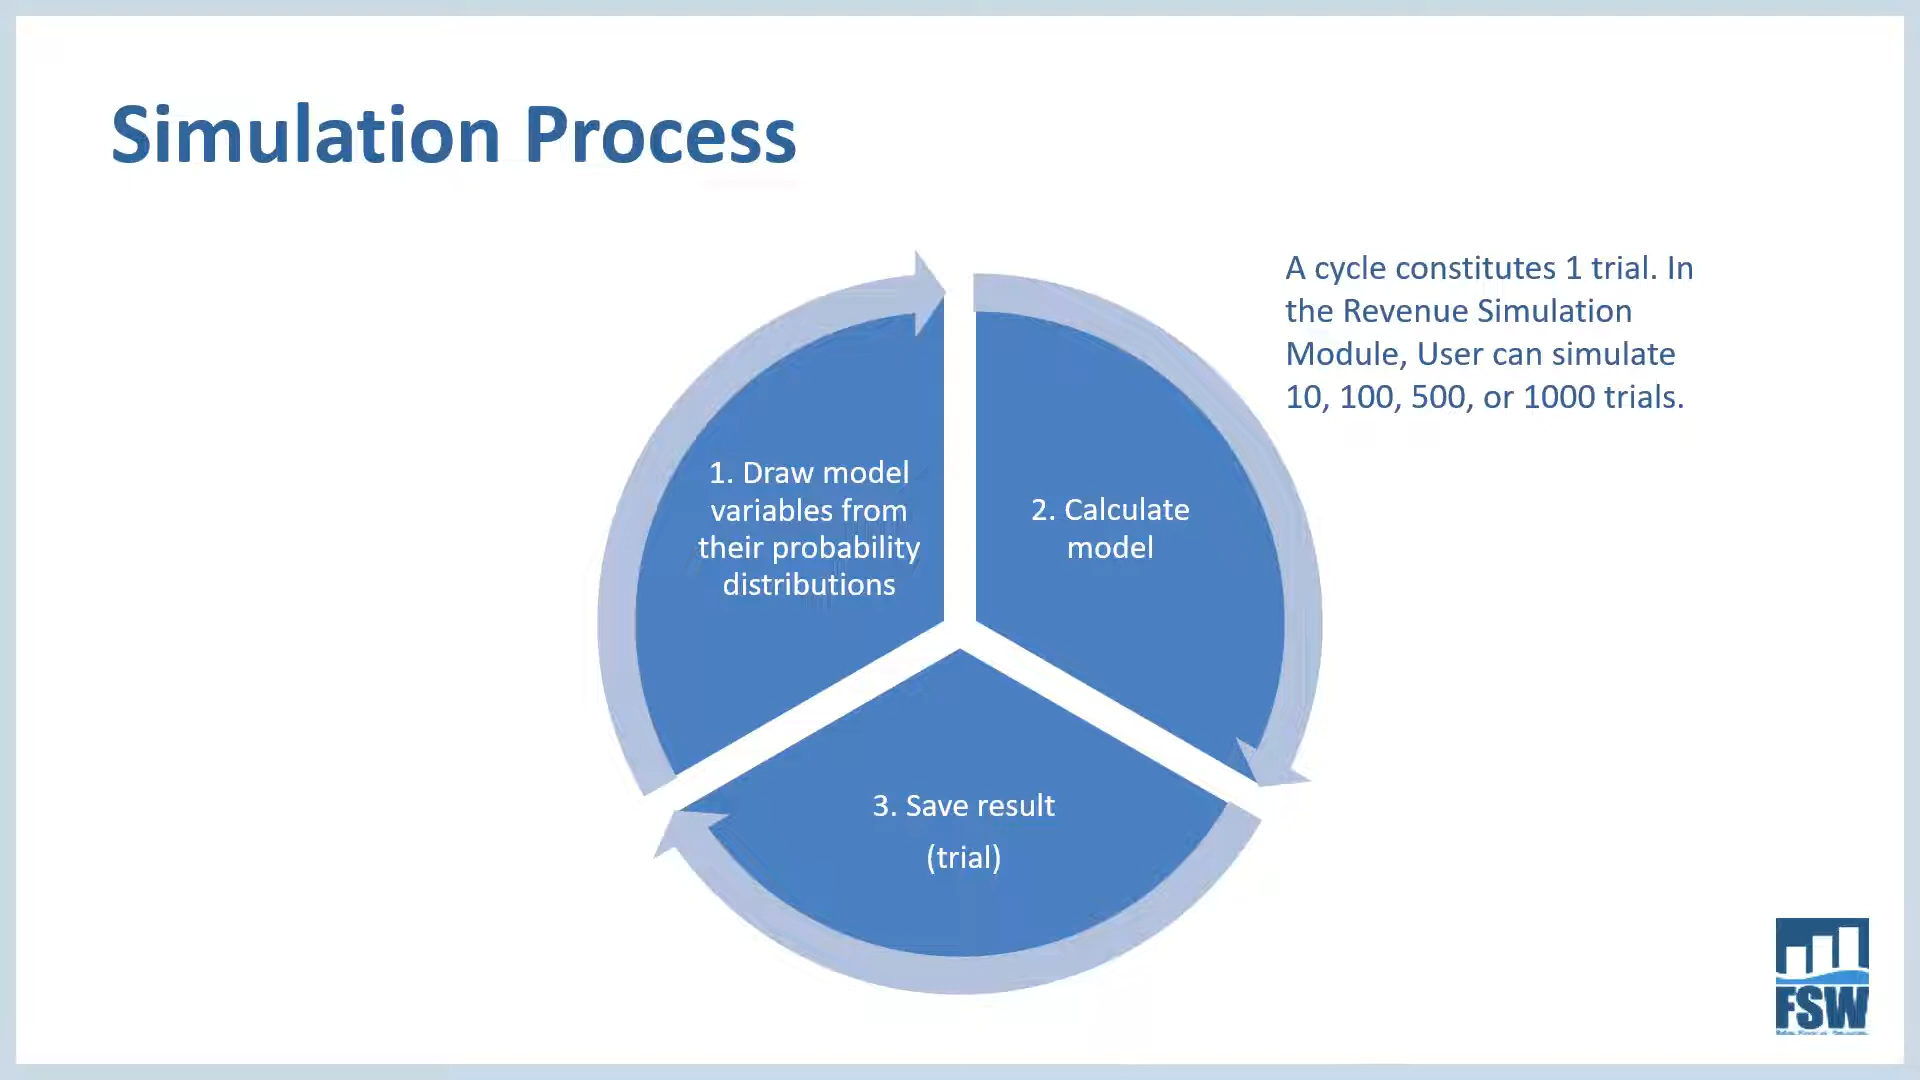 Simulation Process
A cycle constitutes 1 trial. In
the Revenue Simulation
Module, User can simulate
10, 100, 500, or 1000 trials.
1. Draw model
variables from
their probability
distributions
2. Calculate
model
3. Save result
(trial)
FSW